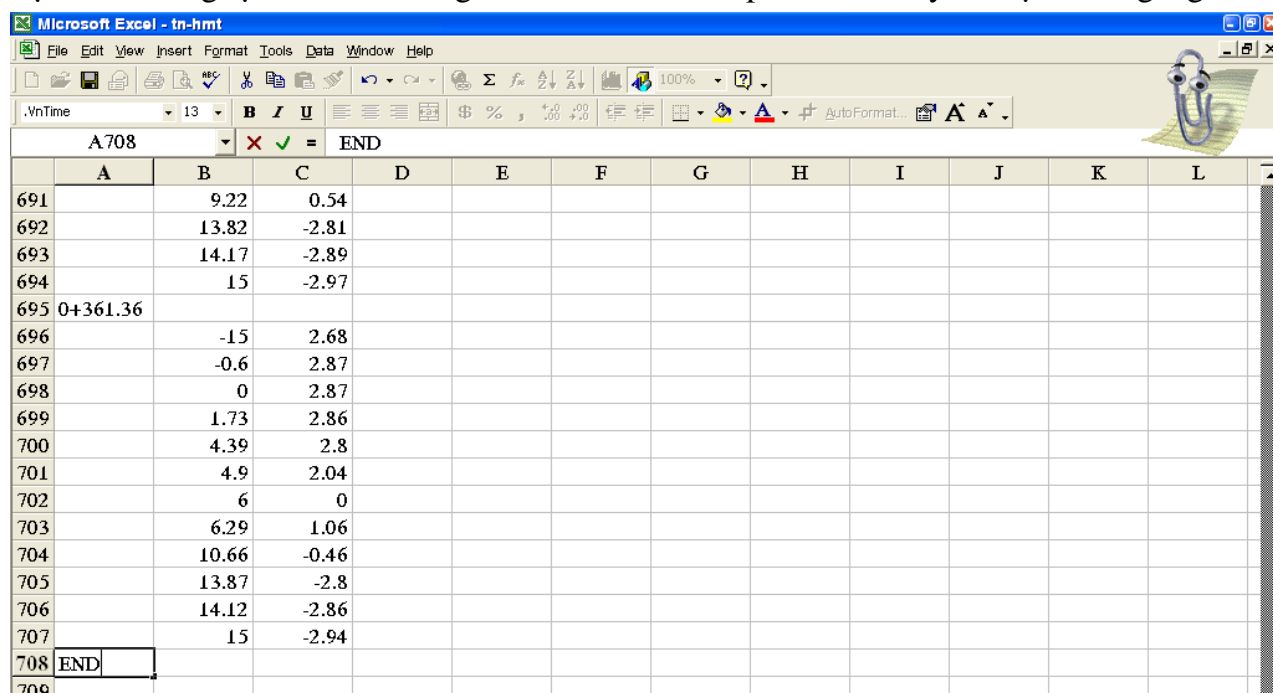 Microsoft Excel - tn-hmt
File Edit View Insert Format Tools Data Window Help
100%
.VnTime 13 B I U $ % , AutoFormat...
A708 = END
A B C D E F G H I J K L
691 9.22 0.54
692 13.82 -2.81
693 14.17 -2.89
694 15 -2.97
695 0+361.36
696 -15 2.68
697 -0.6 2.87
698 0 2.87
699 1.73 2.86
700 4.39 2.8
701 4.9 2.04
702 6 0
703 6.29 1.06
704 10.66 -0.46
705 13.87 -2.8
706 14.12 -2.86
707 15 -2.94
708 END
709